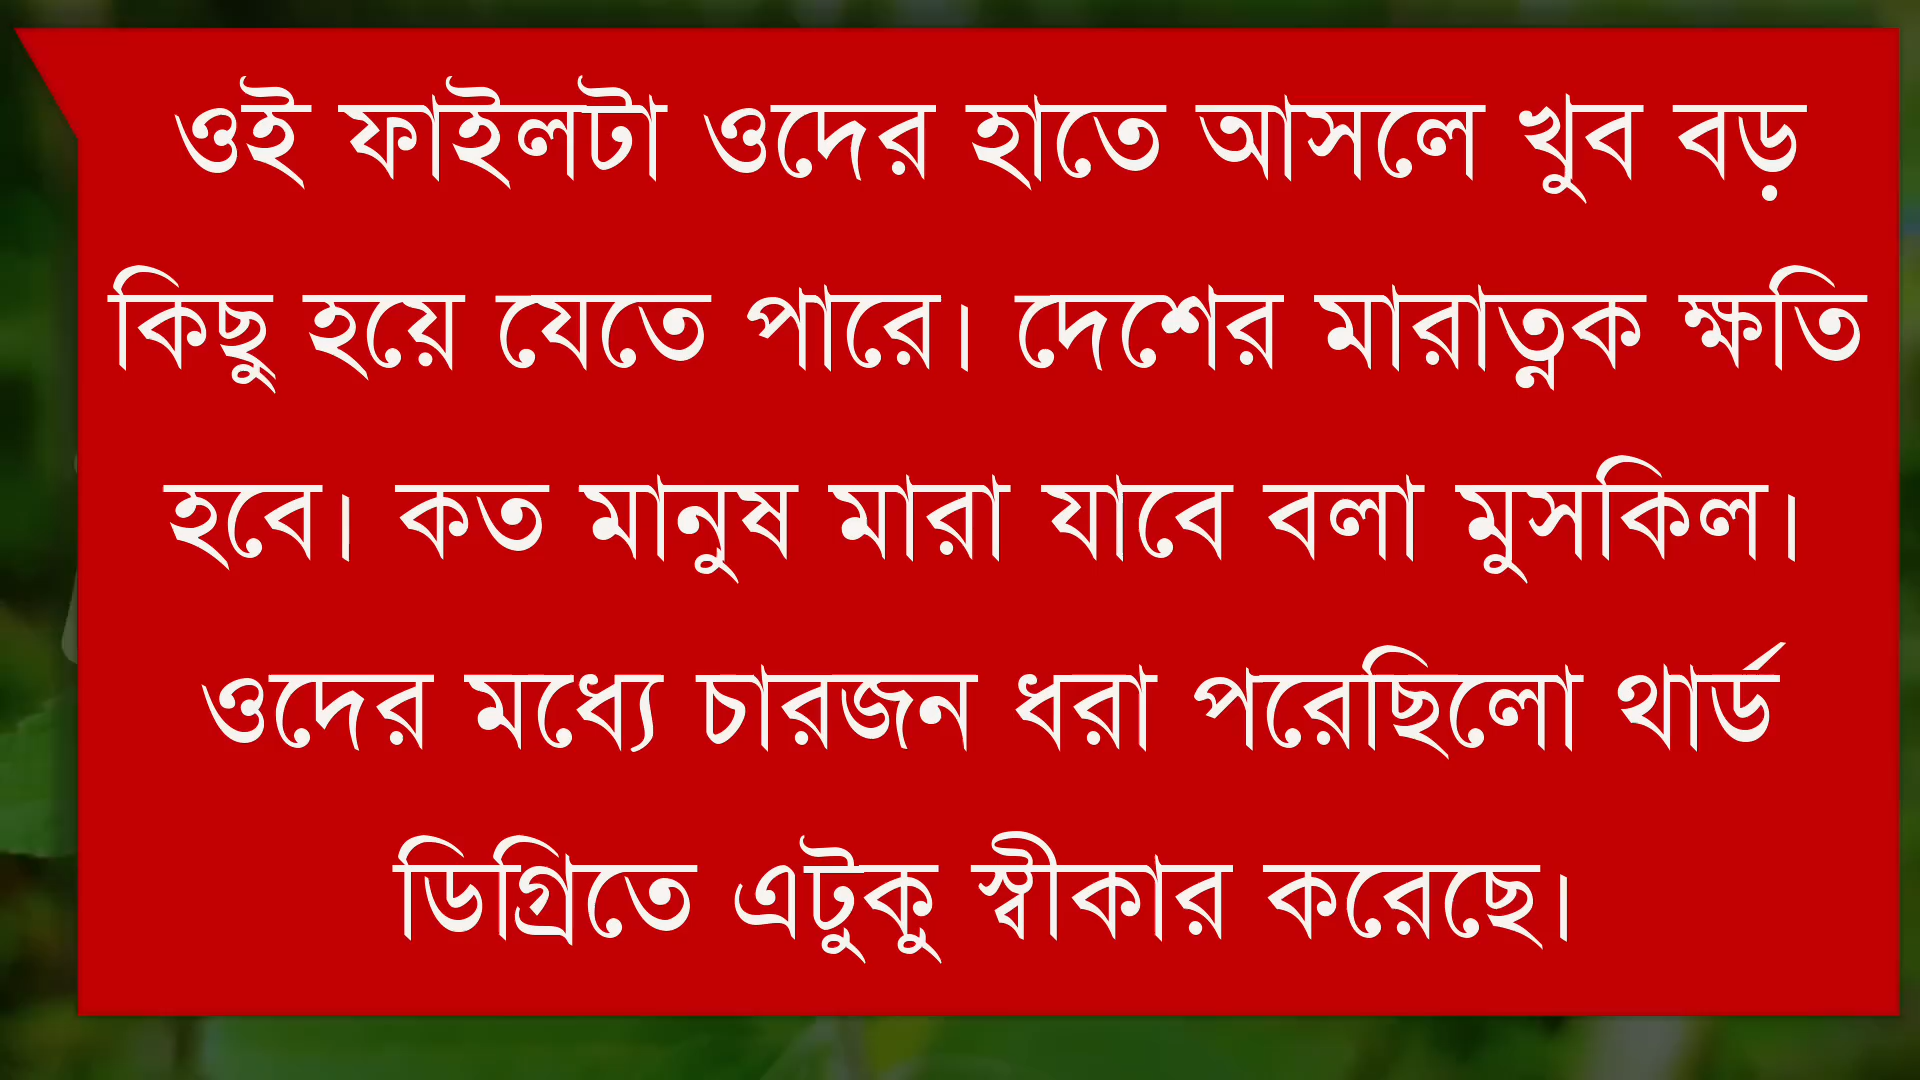 ওই ফাইলটা ওদের হাতে আসলে খুব বড়
কিছু হয়ে যেতে পারে। দেশের মারাত্নক ক্ষতি
হবে। কত মানুষ মারা যাবে বলা মুসকিল।
ওদের মধ্যে চারজন ধরা পরেছিলো থার্ড
ডিগ্রিতে এটুকু স্বীকার করেছে।